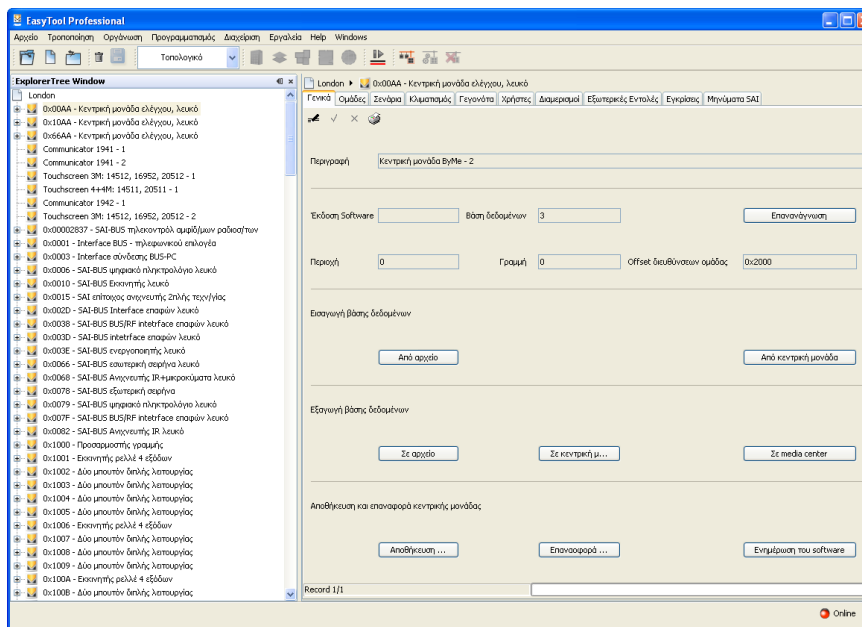 EasyTool Professional
Αρχείο Τροποποίηση Οργάνωση Προγραμματισμός Διαχείριση Εργαλεία Help Windows
Τοπολογικό
ExplorerTree Window
London
0x00AA - Κεντρική μονάδα ελέγχου, λευκό
0x10AA - Κεντρική μονάδα ελέγχου, λευκό
0x66AA - Κεντρική μονάδα ελέγχου, λευκό
Communicator 1941 - 1
Communicator 1941 - 2
Touchscreen 3M: 14512, 16952, 20512 - 1
Touchscreen 4+4M: 14511, 20511 - 1
Communicator 1942 - 1
Touchscreen 3M: 14512, 16952, 20512 - 2
0x00002837 - SAI-BUS τηλεκοντρόλ αμφίδ/μων ραδιοσ/των
0x0001 - Interface BUS - τηλεφωνικού επιλογέα
0x0003 - Interface σύνδεσης BUS-PC
0x0006 - SAI-BUS ψηφιακό πληκτρολόγιο λευκό
0x0010 - SAI-BUS Εκκινητής λευκό
0x0015 - SAI επίτοιχος ανιχνευτής 2πλής τεχν/γίας
0x002D - SAI-BUS Interface επαφών λευκό
0x0038 - SAI-BUS BUS/RF intetrface επαφών λευκό
0x003D - SAI-BUS intetrface επαφών λευκό
0x003E - SAI-BUS ενεργοποιητής λευκό
0x0066 - SAI-BUS εσωτερική σειρήνα λευκό
0x0068 - SAI-BUS Ανιχνευτής IR+μικροκύματα λευκό
0x0078 - SAI-BUS εξωτερική σειρήνα
0x0079 - SAI-BUS ψηφιακό πληκτρολόγιο λευκό
0x007F - SAI-BUS BUS/RF intetrface επαφών λευκό
0x0082 - SAI-BUS Ανιχνευτής IR λευκό
0x1000 - Προσαρμοστής γραμμής
0x1001 - Εκκινητής ρελλέ 4 εξόδων
0x1002 - Δύο μπουτόν διπλής λειτουργίας
0x1003 - Δύο μπουτόν διπλής λειτουργίας
0x1004 - Δύο μπουτόν διπλής λειτουργίας
0x1005 - Δύο μπουτόν διπλής λειτουργίας
0x1006 - Εκκινητής ρελλέ 4 εξόδων
0x1007 - Δύο μπουτόν διπλής λειτουργίας
0x1008 - Δύο μπουτόν διπλής λειτουργίας
0x1009 - Δύο μπουτόν διπλής λειτουργίας
0x100A - Εκκινητής ρελλέ 4 εξόδων
0x100B - Δύο μπουτόν διπλής λειτουργίας
London 0x00AA - Κεντρική μονάδα ελέγχου, λευκό
Γενικά Ομάδες Σενάρια Κλιματισμός Γεγονότα Χρήστες Διαμερισμοί Εξωτερικές Εντολές Εγκρίσεις Μηνύματα SAI
Περιγραφή Κεντρική μονάδα ByMe - 2
Έκδοση Software Βάση δεδομένων 3 Επανανάγνωση
Περιοχή 0 Γραμμή 0 Offset διευθύνσεων ομάδας 0x2000
Εισαγωγή βάσης δεδομένων
Από αρχείο Από κεντρική μονάδα
Εξαγωγή βάσης δεδομένων
Σε αρχείο Σε κεντρική μ... Σε media center
Αποθήκευση και επαναφορά κεντρικής μονάδας
Αποθήκευση ... Επαναοφορά ... Ενημέρωση του software
Record 1/1
Online